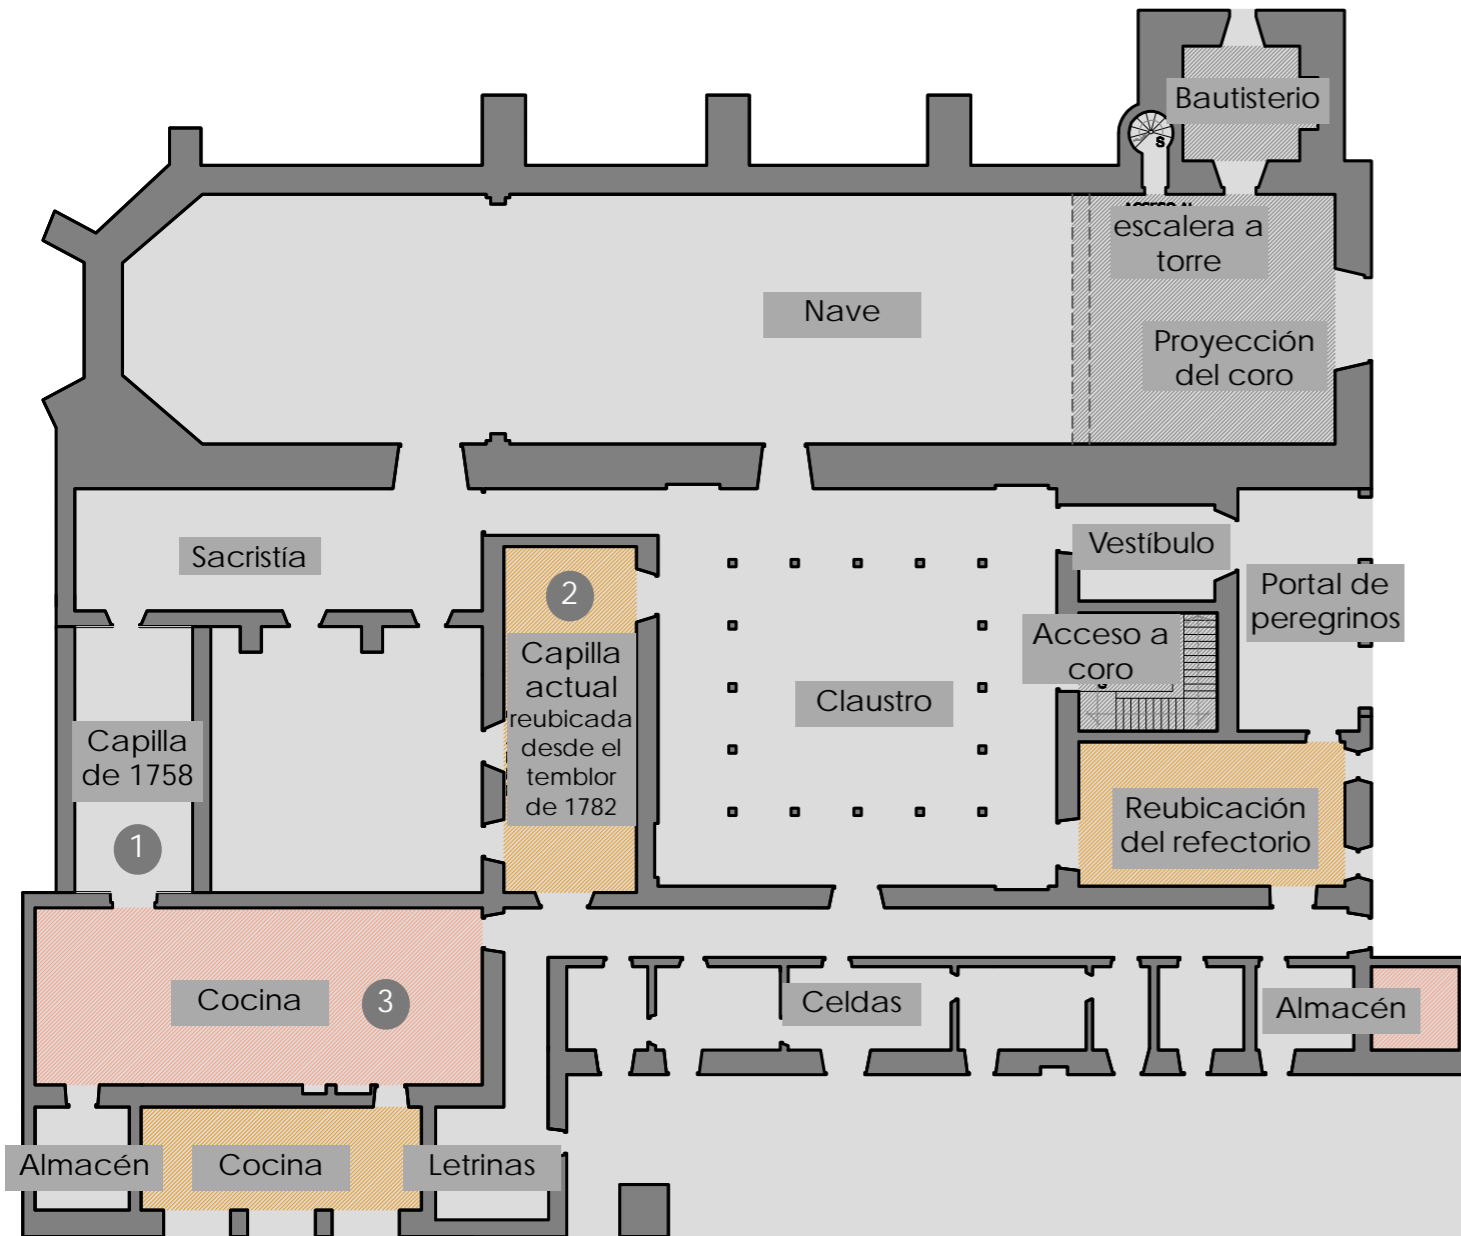 Bautisterio
S
escalera a
torre
Nave
Proyección
del coro
Sacristía
Vestíbulo
2
Portal de
peregrinos
Capilla
actual
reubicada
desde el
temblor
de 1782
Acceso a
coro
Claustro
Capilla
de 1758
1
Reubicación
del refectorio
Cocina
3
Celdas
Almacén
Almacén
Cocina
Letrinas